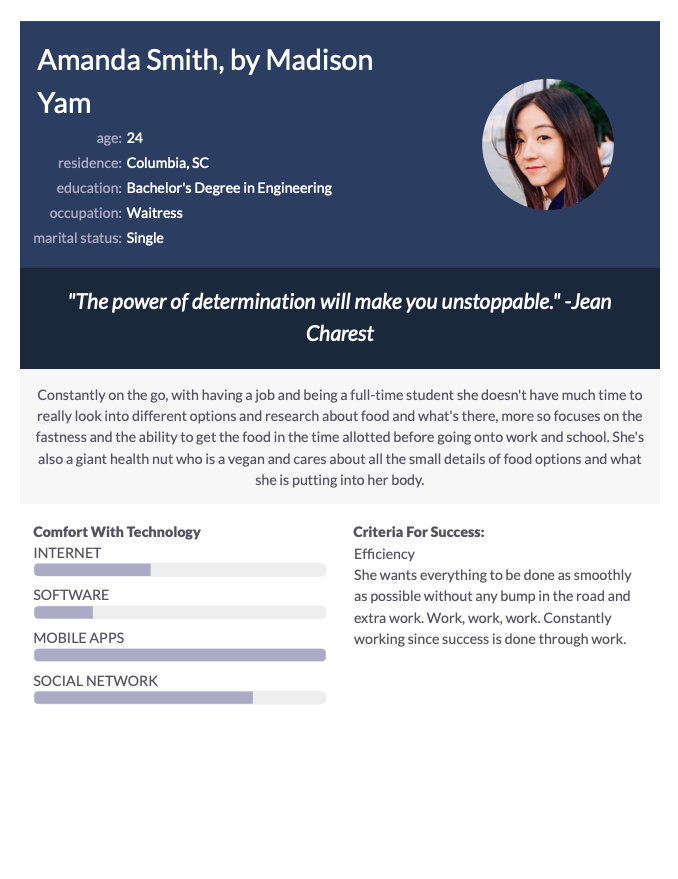 Amanda Smith, by Madison
Yam
age: 24
residence: Columbia, SC
education: Bachelor's Degree in Engineering
occupation: Waitress
marital status: Single
"The power of determination will make you unstoppable." -Jean
Charest
Constantly on the go, with having a job and being a full-time student she doesn't have much time to
really look into different options and research about food and what's there, more so focuses on the
fastness and the ability to get the food in the time allotted before going onto work and school. She's
also a giant health nut who is a vegan and cares about all the small details of food options and what
she is putting into her body.
Comfort With Technology
INTERNET
SOFTWARE
MOBILE APPS
SOCIAL NETWORK
Criteria For Success:
Efficiency
She wants everything to be done as smoothly
as possible without any bump in the road and
extra work. Work, work, work. Constantly
working since success is done through work.